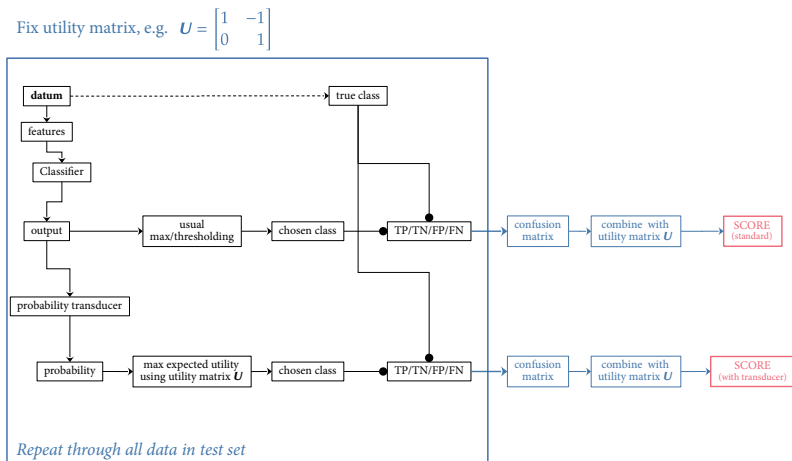 Fix utility matrix, e.g. U = [1 −1
0 1]
datum
true class
features
Classifier
output
usual
max/thresholding
chosen class
TP/TN/FP/FN
confusion
matrix
combine with
utility matrix U
SCORE
(standard)
probability transducer
probability
max expected utility
using utility matrix U
chosen class
TP/TN/FP/FN
confusion
matrix
combine with
utility matrix U
SCORE
(with transducer)
Repeat through all data in test set